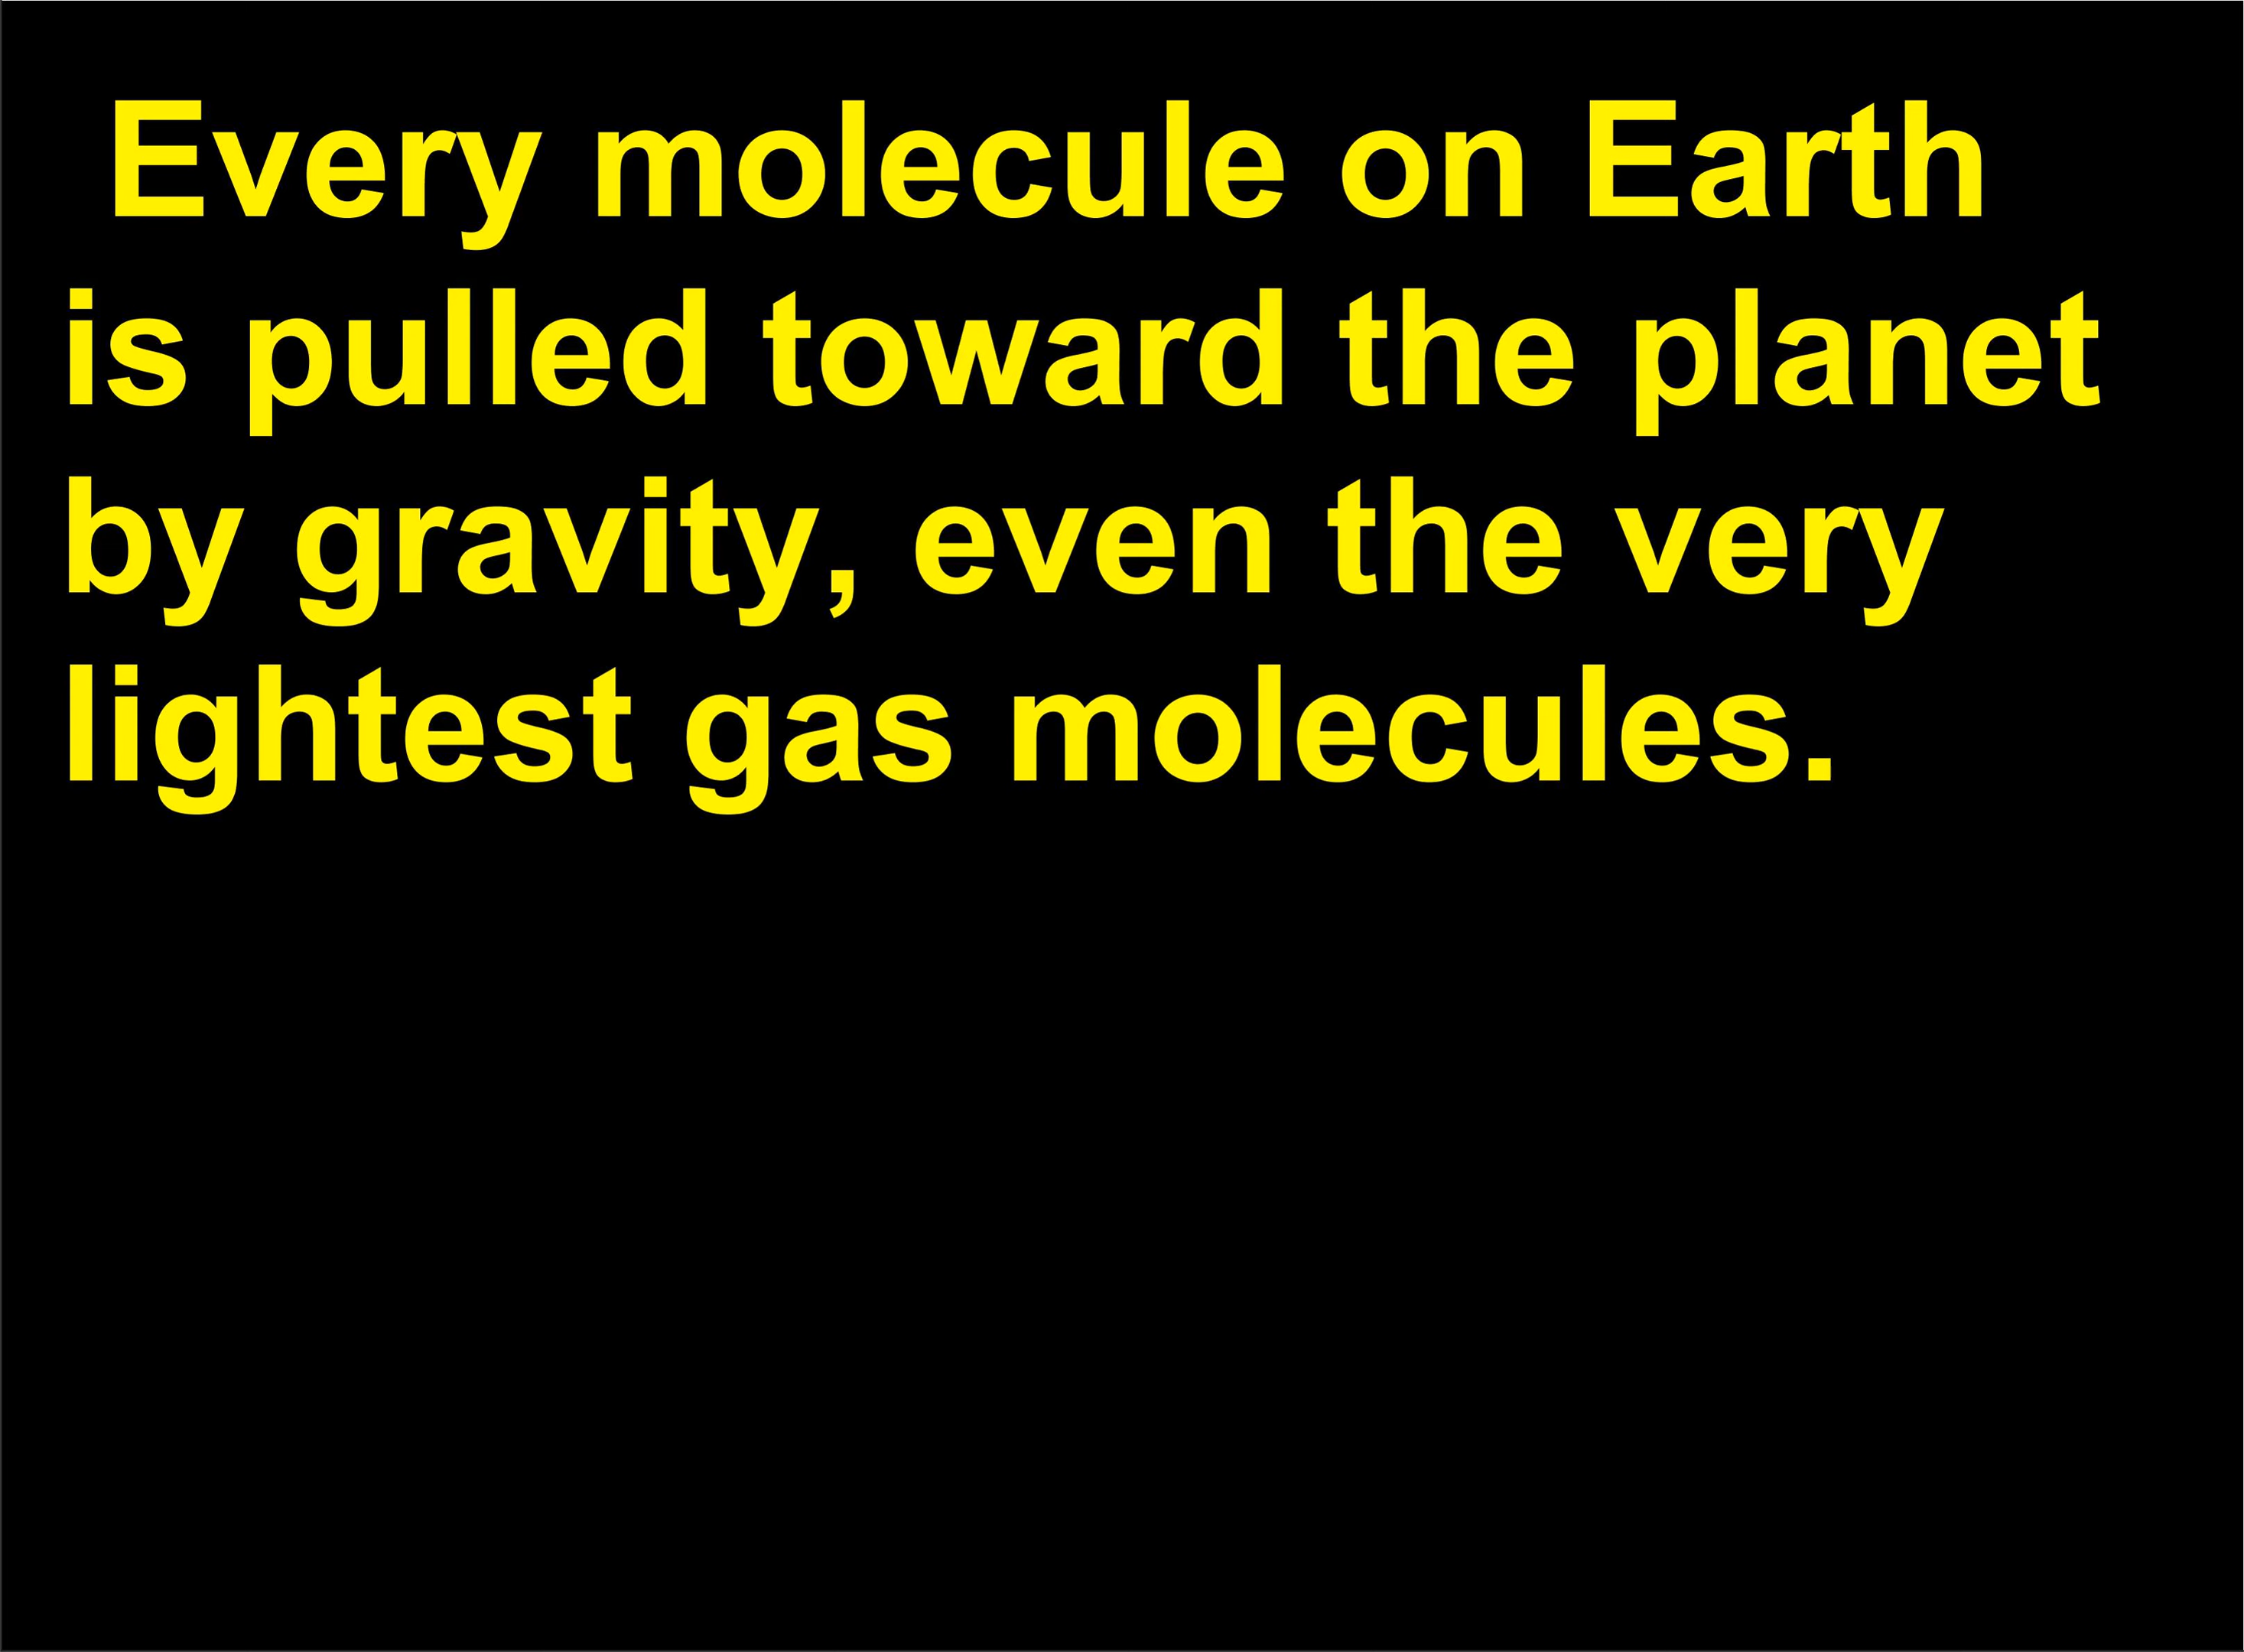 Every molecule on Earth
is pulled toward the planet
by gravity, even the very
lightest gas molecules.